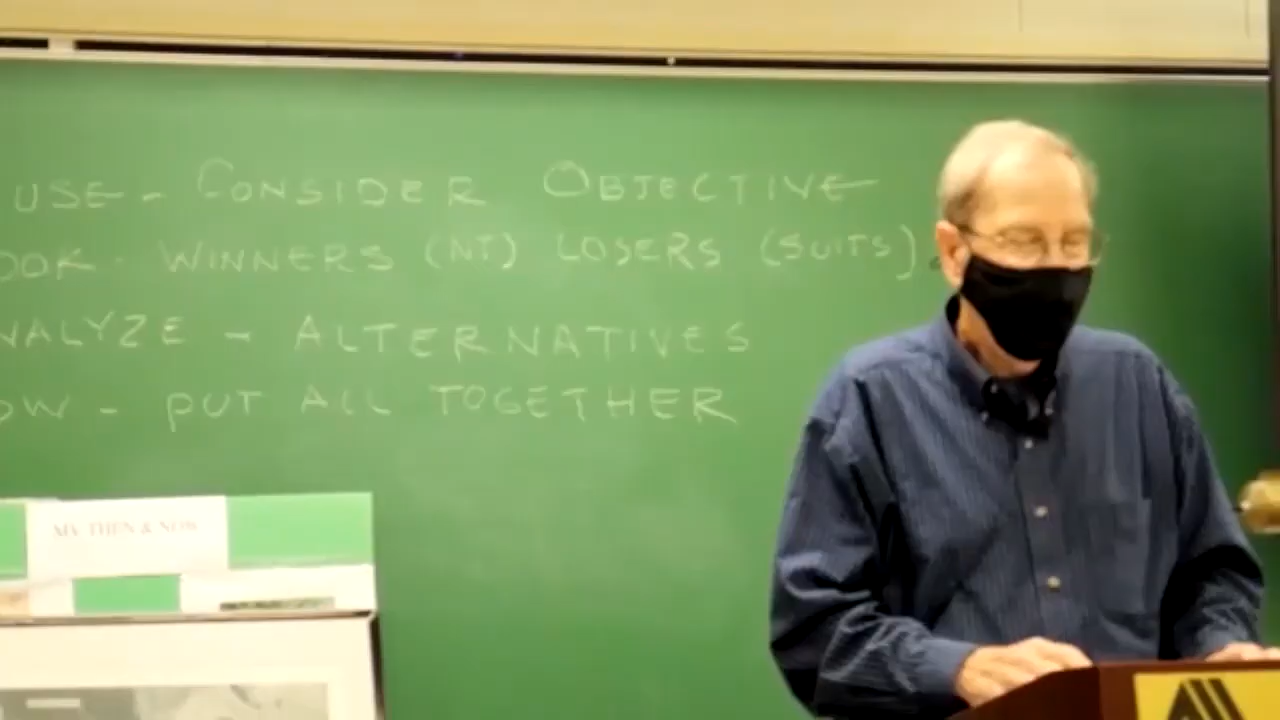 USE - CONSIDER OBJECTIVE
OOK - WINNERS (NT) LOSERS (SUITS)
NALYZE - ALTERNATIVES
OW - PUT ALL TOGETHER
MV THEN & NOW